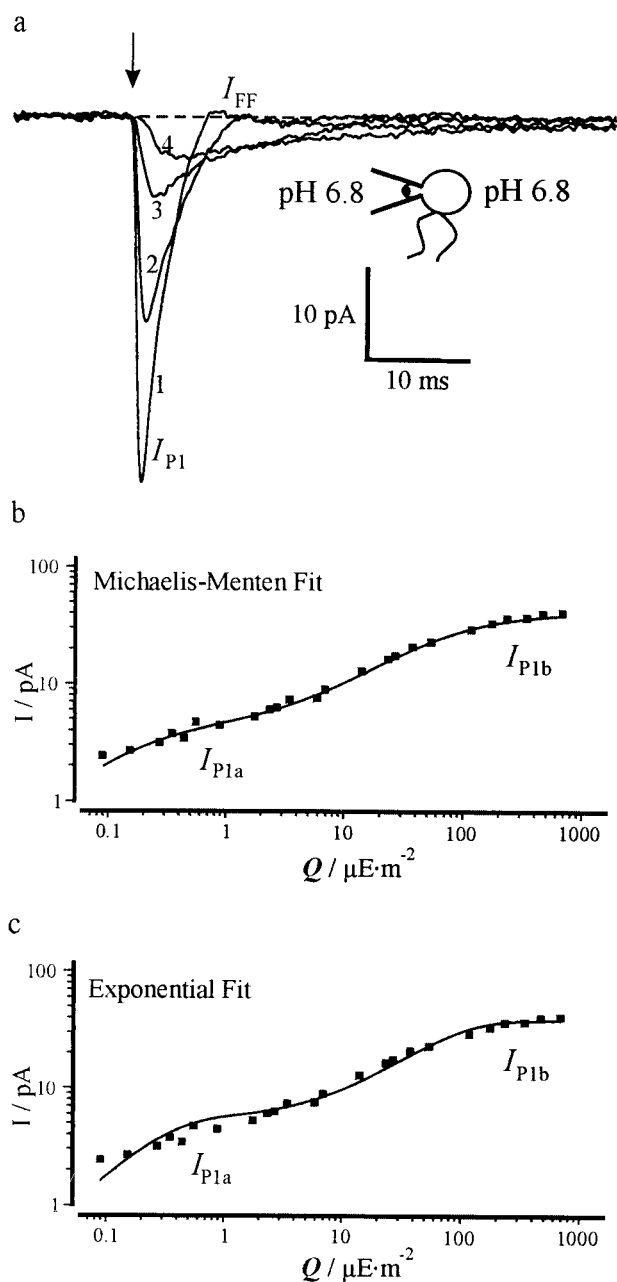 a
I_FF
4
pH 6.8 pH 6.8
3
2
10 pA
1
10 ms
I_P1
b
100
Michaelis-Menten Fit
10
I / pA
I_P1b
I_P1a
1
0.1 1 10 100 1000
Q / µE·m⁻²
c
100
Exponential Fit
10
I / pA
I_P1b
I_P1a
1
0.1 1 10 100 1000
Q / µE·m⁻²